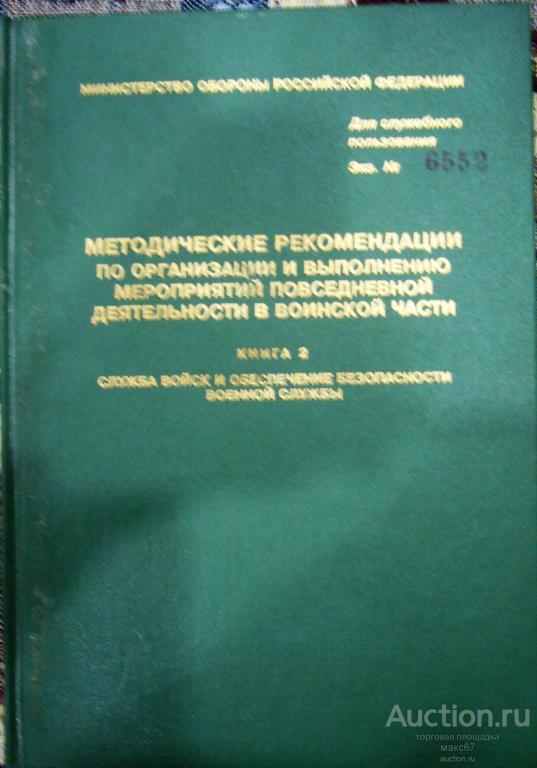 МИНИСТЕРСТВО ОБОРОНЫ РОССИЙСКОЙ ФЕДЕРАЦИИ
Для служебного
пользования
Экз. № 6552
МЕТОДИЧЕСКИЕ РЕКОМЕНДАЦИИ
ПО ОРГАНИЗАЦИИ И ВЫПОЛНЕНИЮ
МЕРОПРИЯТИЙ ПОВСЕДНЕВНОЙ
ДЕЯТЕЛЬНОСТИ В ВОИНСКОЙ ЧАСТИ
КНИГА 2
СЛУЖБА ВОЙСК И ОБЕСПЕЧЕНИЕ БЕЗОПАСНОСТИ
ВОЕННОЙ СЛУЖБЫ
Auction.ru
торговая площадка
макс67
auction.ru